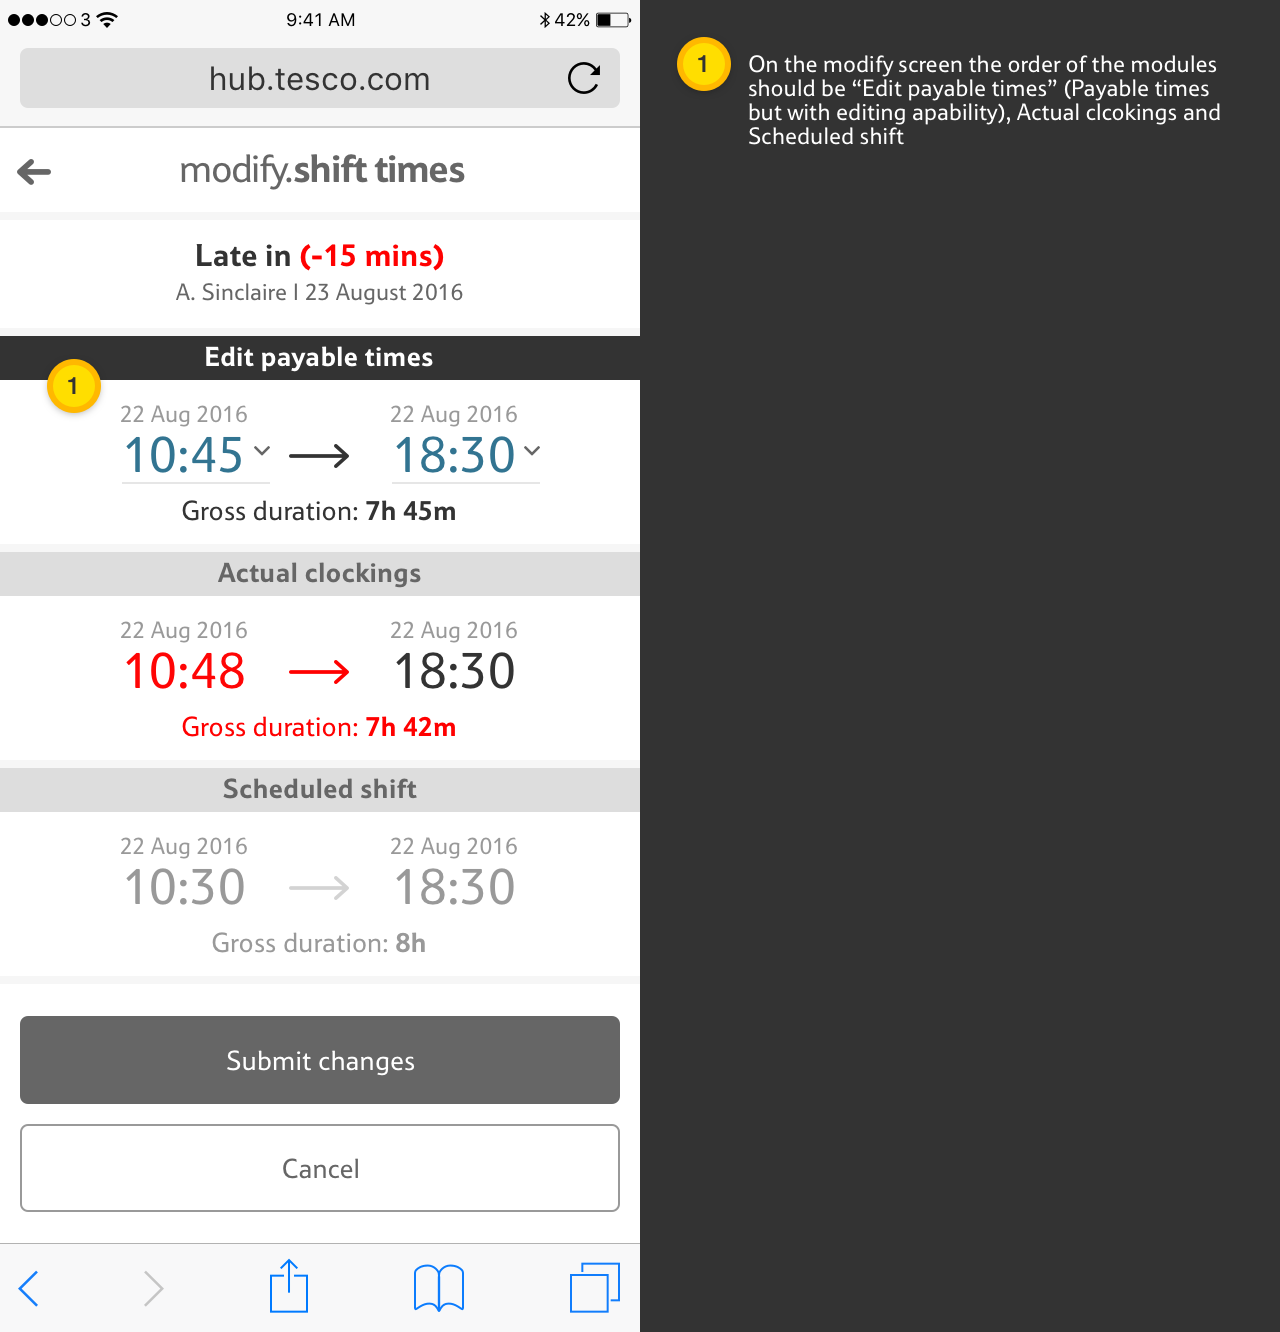 3 9:41 AM 42%
hub.tesco.com
modify.shift times
Late in (-15 mins)
A. Sinclaire | 23 August 2016
Edit payable times
1
22 Aug 2016 22 Aug 2016
10:45 18:30
Gross duration: 7h 45m
Actual clockings
22 Aug 2016 22 Aug 2016
10:48 18:30
Gross duration: 7h 42m
Scheduled shift
22 Aug 2016 22 Aug 2016
10:30 18:30
Gross duration: 8h
Submit changes
Cancel
1
On the modify screen the order of the modules
should be “Edit payable times” (Payable times
but with editing apability), Actual clcokings and
Scheduled shift